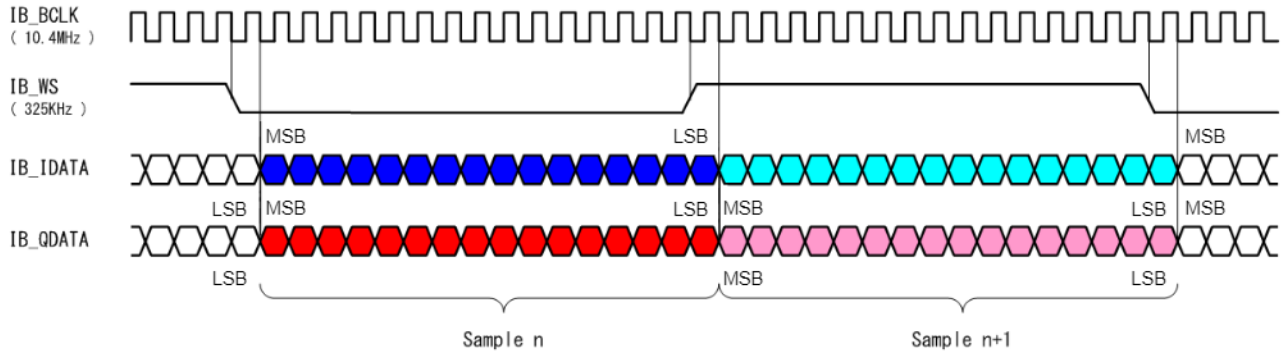 IB_BCLK
( 10.4MHz )
IB_WS
( 325KHz )
MSB LSB MSB
IB_IDATA
LSB MSB LSB MSB LSB MSB
IB_QDATA
LSB LSB MSB LSB
Sample n Sample n+1